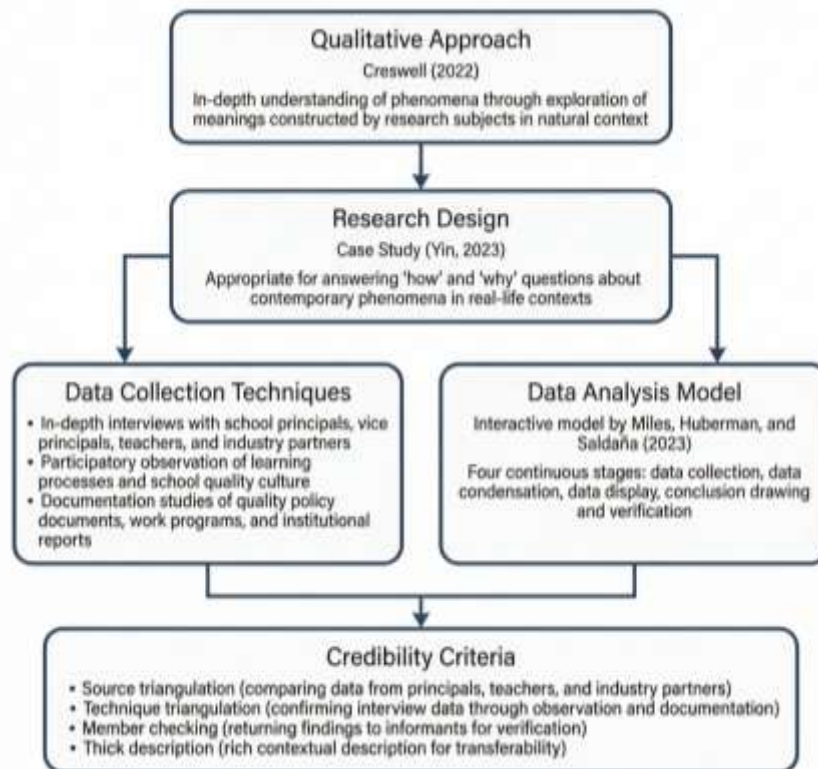 Qualitative Approach
Creswell (2022)
In-depth understanding of phenomena through exploration of
meanings constructed by research subjects in natural context
Research Design
Case Study (Yin, 2023)
Appropriate for answering 'how' and 'why' questions about
contemporary phenomena in real-life contexts
Data Collection Techniques
• In-depth interviews with school principals, vice
principals, teachers, and industry partners
• Participatory observation of learning
processes and school quality culture
• Documentation studies of quality policy
documents, work programs, and institutional
reports
Data Analysis Model
Interactive model by Miles, Huberman, and
Saldaña (2023)
Four continuous stages: data collection, data
condensation, data display, conclusion drawing
and verification
Credibility Criteria
• Source triangulation (comparing data from principals, teachers, and industry partners)
• Technique triangulation (confirming interview data through observation and documentation)
• Member checking (returning findings to informants for verification)
• Thick description (rich contextual description for transferability)